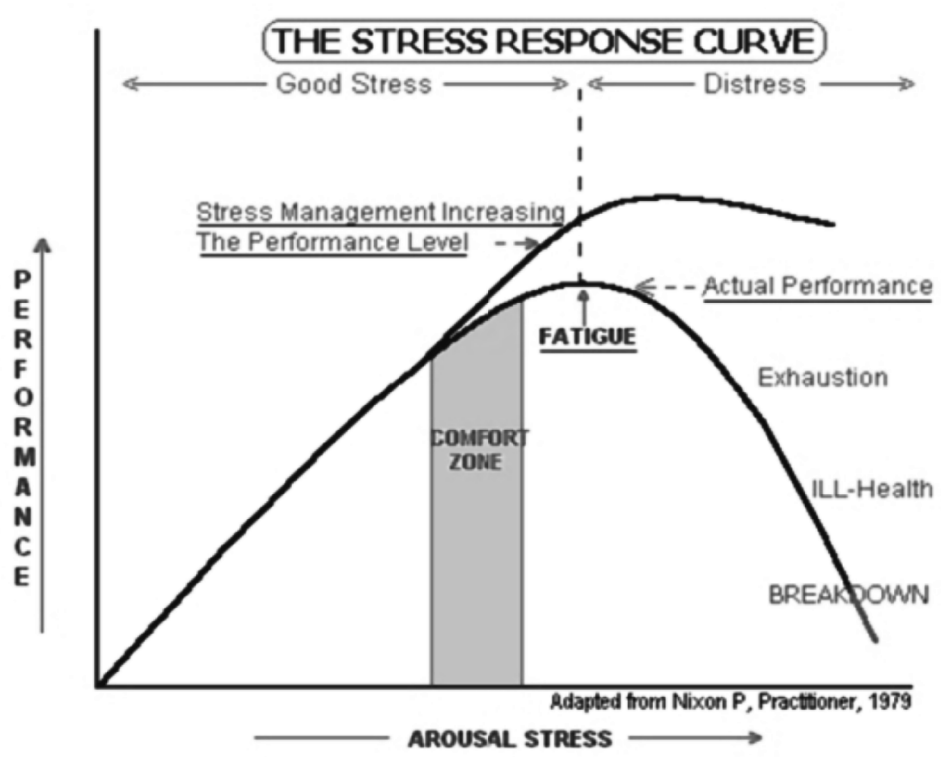 THE STRESS RESPONSE CURVE
Good Stress
Distress
Stress Management Increasing
The Performance Level
Actual Performance
FATIGUE
Exhaustion
COMFORT
ZONE
ILL-Health
BREAKDOWN
PERFORMANCE
Adapted from Nixon P, Practitioner, 1979
AROUSAL STRESS